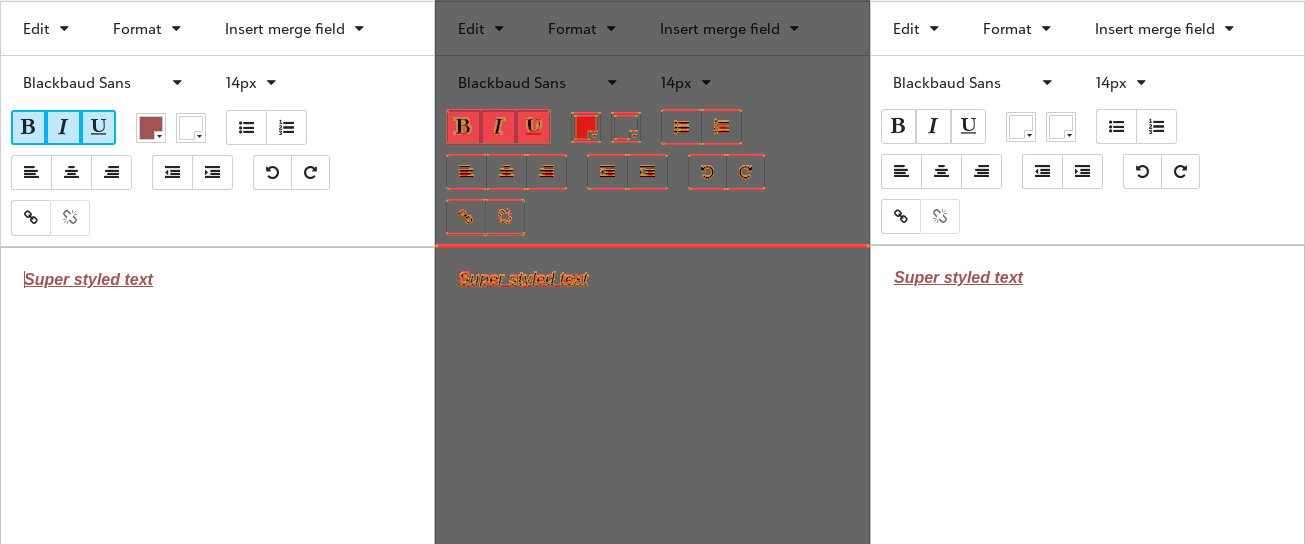 Edit Format Insert merge field Edit Format Insert merge field Edit Format Insert merge field
Blackbaud Sans 14px Blackbaud Sans 14px Blackbaud Sans 14px
B I U B I U B I U
Super styled text Super styled text Super styled text